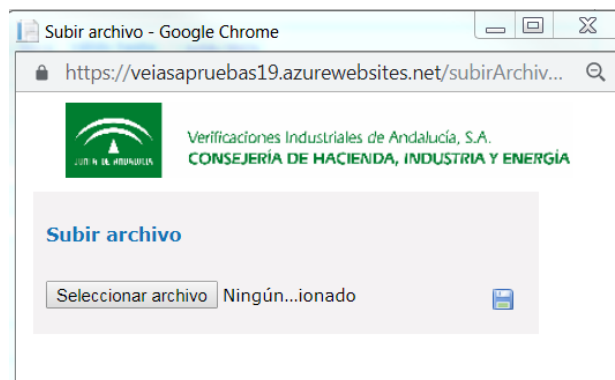 Subir archivo - Google Chrome
https://veiasapruebas19.azurewebsites.net/subirArchiv...
JUNTA DE ANDALUCIA
Verificaciones Industriales de Andalucía, S.A.
CONSEJERÍA DE HACIENDA, INDUSTRIA Y ENERGÍA
Subir archivo
Seleccionar archivo Ningún...ionado